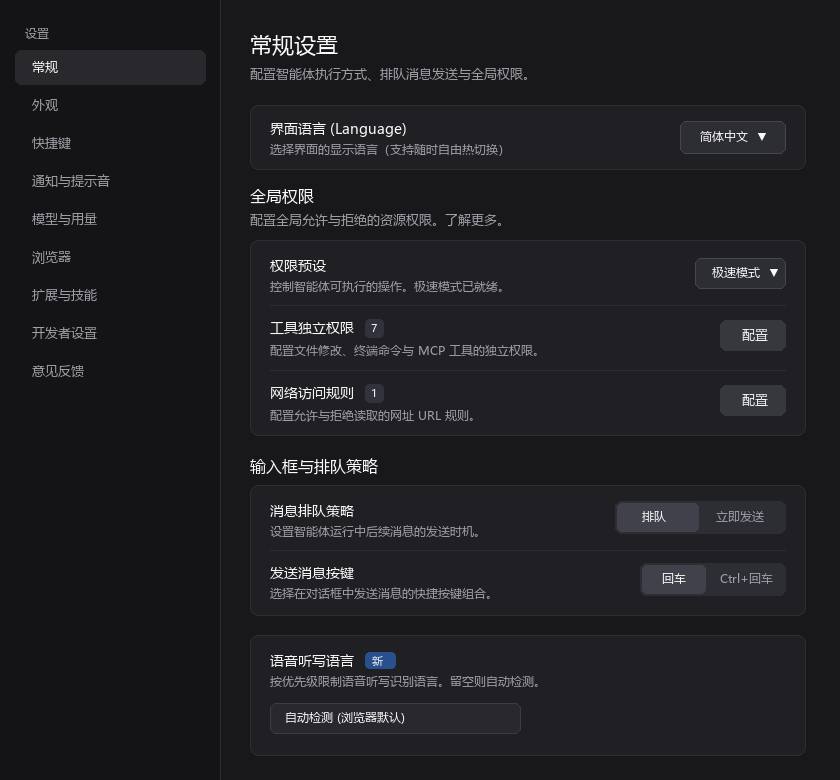 设置
常规
外观
快捷键
通知与提示音
模型与用量
浏览器
扩展与技能
开发者设置
意见反馈
常规设置
配置智能体执行方式、排队消息发送与全局权限。
界面语言 (Language)
选择界面的显示语言（支持随时自由热切换）
简体中文 ▼
全局权限
配置全局允许与拒绝的资源权限。了解更多。
权限预设
控制智能体可执行的操作。极速模式已就绪。
极速模式 ▼
工具独立权限 7
配置文件修改、终端命令与 MCP 工具的独立权限。
配置
网络访问规则 1
配置允许与拒绝读取的网址 URL 规则。
配置
输入框与排队策略
消息排队策略
设置智能体运行中后续消息的发送时机。
排队 立即发送
发送消息按键
选择在对话框中发送消息的快捷按键组合。
回车 Ctrl+回车
语音听写语言 新
按优先级限制语音听写识别语言。留空则自动检测。
自动检测 (浏览器默认)